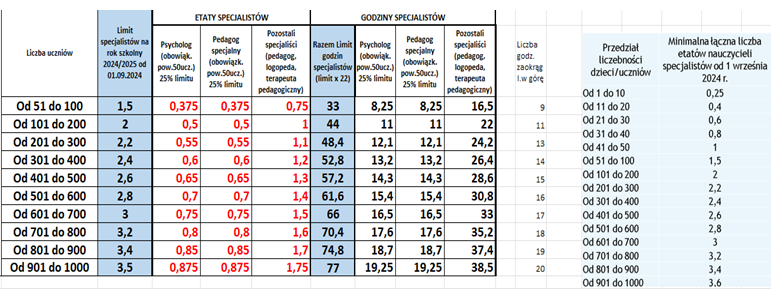 ETATY SPECJALISTÓW GODZINY SPECJALISTÓW
Liczba uczniów
Limit
specjalistów na
rok szkolny
2024/2025 od
01.09.2024
Psycholog
(obowiąk.
pow.50ucz.)
25% limitu
Pedagog
specjalny
(obowiązk.
pow.50ucz.)
25% limitu
Pozostali
specjaliści
(pedagog,
logopeda,
terapeuta
pedagogiczny)
Razem Limit
godzin
specjalistów
(limit x 22)
Psycholog
(obowiązk.
pow.50ucz.)
25% limitu
Pedagog
specjalny
(obowiązk.
pow.50ucz.)
25% limitu
Pozostali
specjaliści
(pedagog,
logopeda,
terapeuta
pedagogiczny)
Liczba
godz.
zaokrąg
l.w górę
Od 51 do 100 1,5 0,375 0,375 0,75 33 8,25 8,25 16,5 9
Od 101 do 200 2 0,5 0,5 1 44 11 11 22 11
Od 201 do 300 2,2 0,55 0,55 1,1 48,4 12,1 12,1 24,2 13
Od 301 do 400 2,4 0,6 0,6 1,2 52,8 13,2 13,2 26,4 14
Od 401 do 500 2,6 0,65 0,65 1,3 57,2 14,3 14,3 28,6 15
Od 501 do 600 2,8 0,7 0,7 1,4 61,6 15,4 15,4 30,8 16
Od 601 do 700 3 0,75 0,75 1,5 66 16,5 16,5 33 17
Od 701 do 800 3,2 0,8 0,8 1,6 70,4 17,6 17,6 35,2 18
Od 801 do 900 3,4 0,85 0,85 1,7 74,8 18,7 18,7 37,4 19
Od 901 do 1000 3,5 0,875 0,875 1,75 77 19,25 19,25 38,5 20
Przedział
liczebności
dzieci/uczniów
Minimalna łączna liczba
etatów nauczycieli
specjalistów od 1 września
2024 r.
Od 1 do 10 0,25
Od 11 do 20 0,4
Od 21 do 30 0,6
Od 31 do 40 0,8
Od 41 do 50 1
Od 51 do 100 1,5
Od 101 do 200 2
Od 201 do 300 2,2
Od 301 do 400 2,4
Od 401 do 500 2,6
Od 501 do 600 2,8
Od 601 do 700 3
Od 701 do 800 3,2
Od 801 do 900 3,4
Od 901 do 1000 3.6